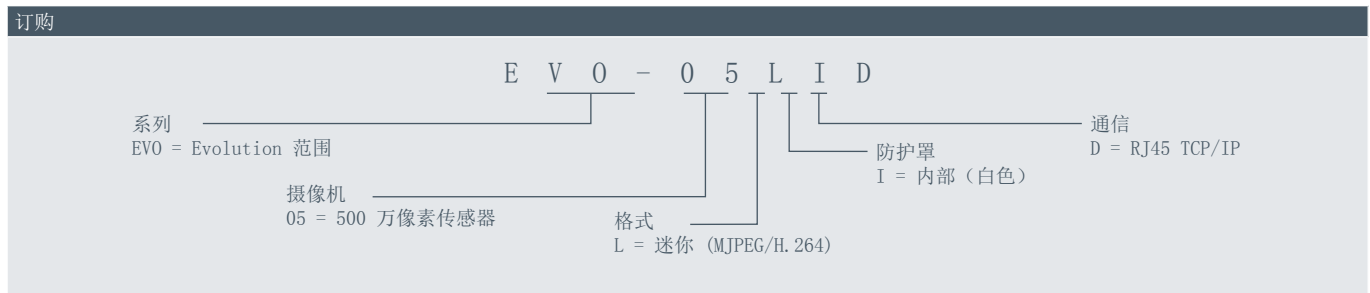 订购
E V O - 0 5 L I D
系列
EVO = Evolution 范围
通信
D = RJ45 TCP/IP
防护罩
I = 内部（白色）
摄像机
05 = 500 万像素传感器
格式
L = 迷你 (MJPEG/H.264)